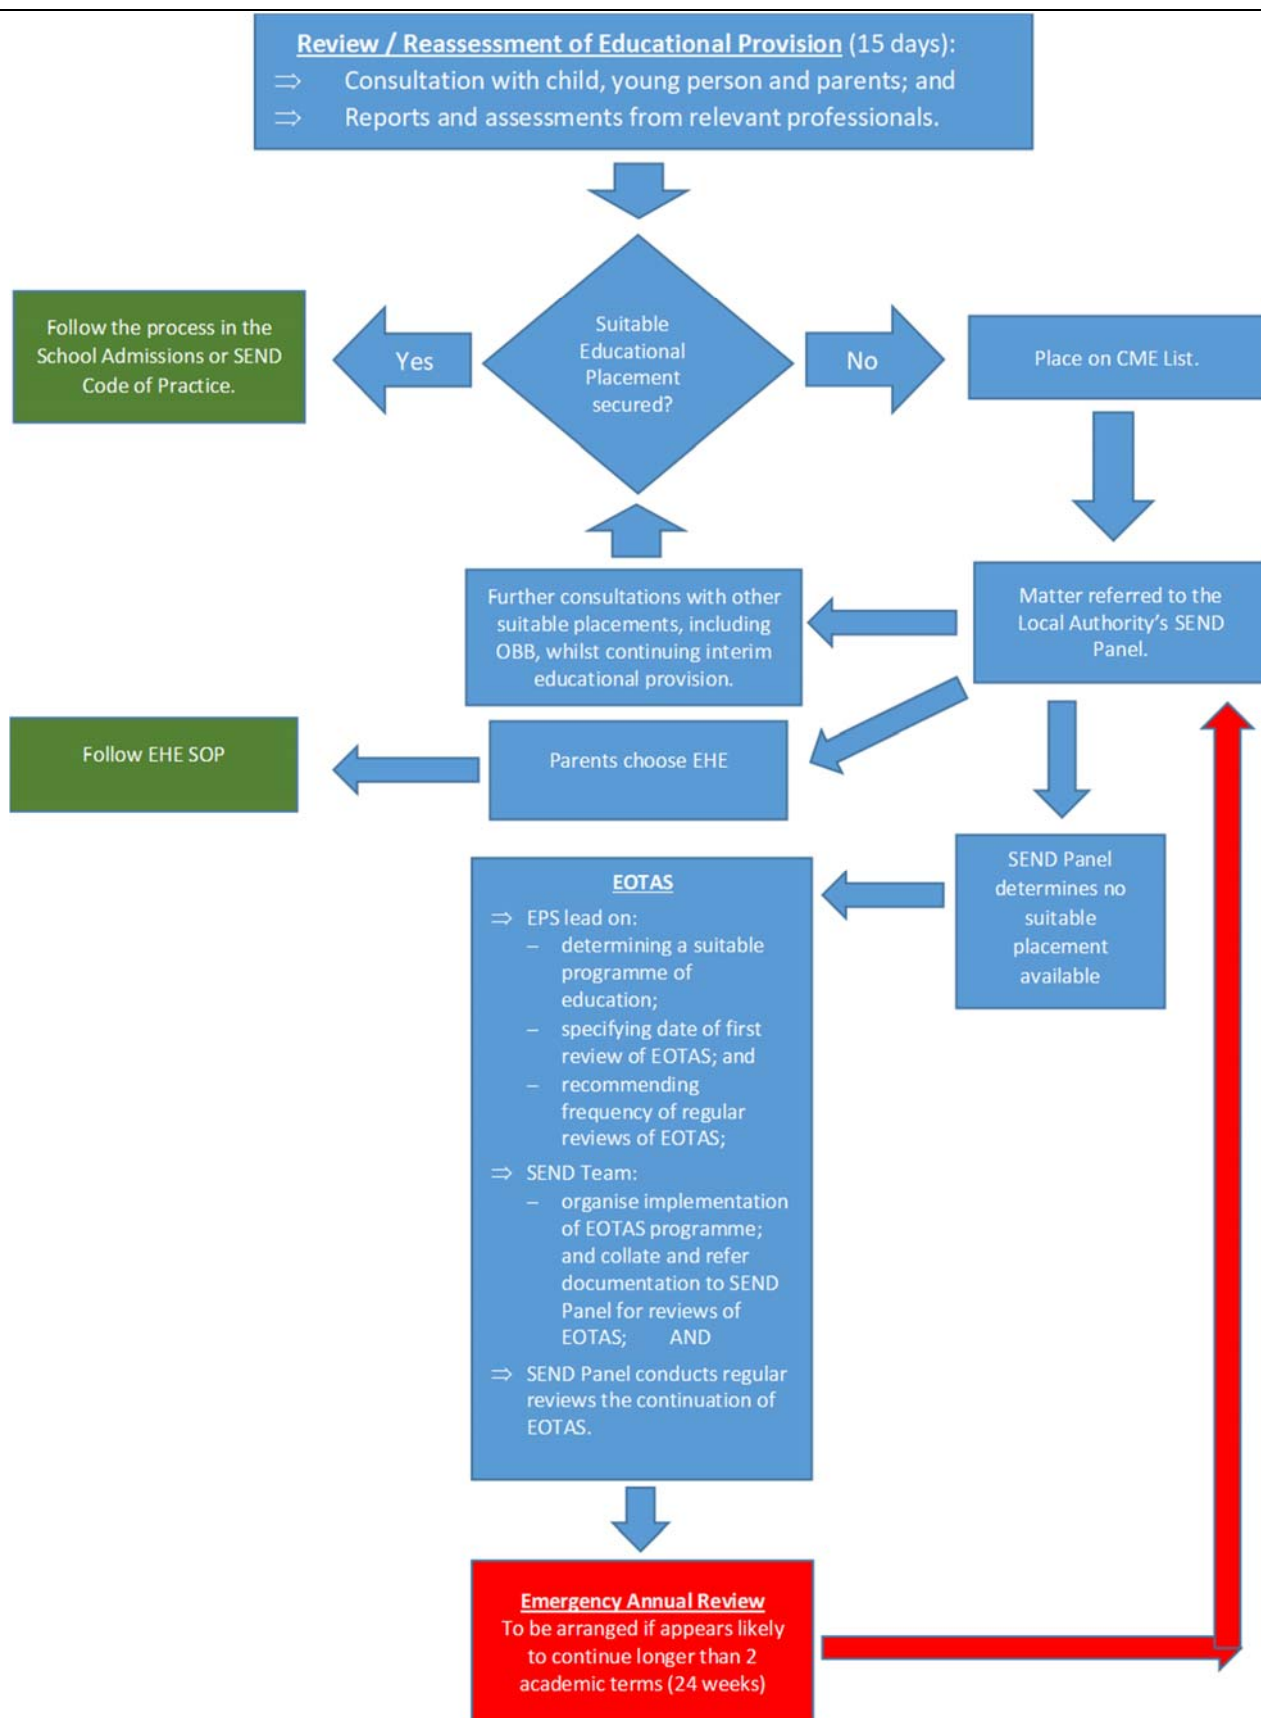 Review / Reassessment of Educational Provision (15 days):
⇒ Consultation with child, young person and parents; and
⇒ Reports and assessments from relevant professionals.
Follow the process in the
School Admissions or SEND
Code of Practice.
Yes
Suitable
Educational
Placement
secured?
No
Place on CME List.
Further consultations with other
suitable placements, including
OBB, whilst continuing interim
educational provision.
Matter referred to the
Local Authority's SEND
Panel.
Follow EHE SOP
Parents choose EHE
SEND Panel
determines no
suitable
placement
available
EOTAS
⇒ EPS lead on:
– determining a suitable
programme of
education;
– specifying date of first
review of EOTAS; and
– recommending
frequency of regular
reviews of EOTAS;
⇒ SEND Team:
– organise implementation
of EOTAS programme;
and collate and refer
documentation to SEND
Panel for reviews of
EOTAS; AND
⇒ SEND Panel conducts regular
reviews the continuation of
EOTAS.
Emergency Annual Review
To be arranged if appears likely
to continue longer than 2
academic terms (24 weeks)